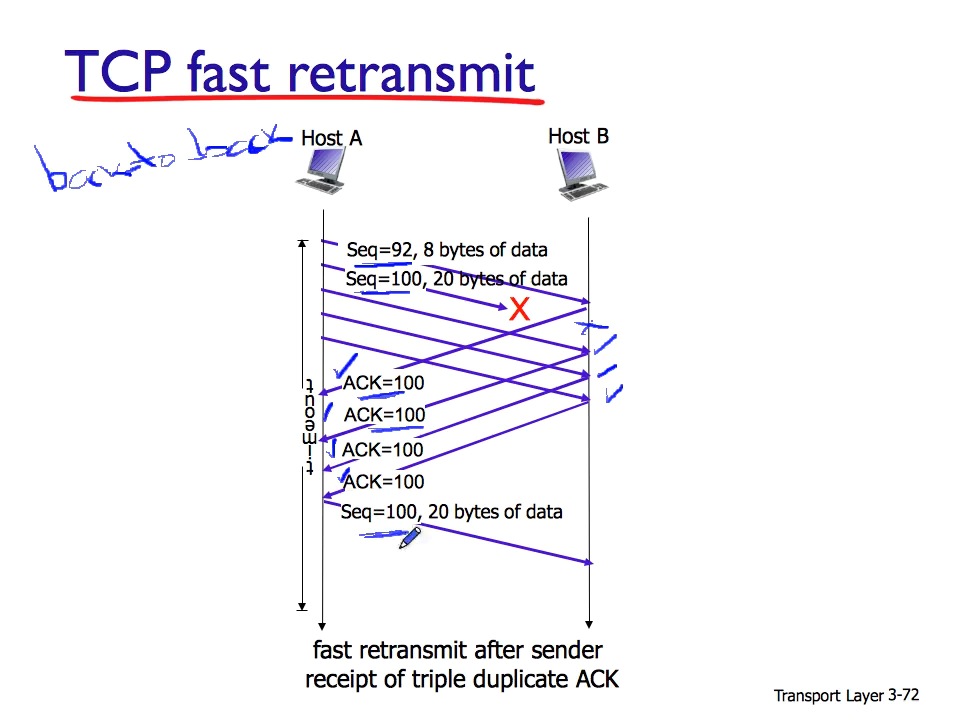 TCP fast retransmit
back to back
Host A
Host B
Seq=92, 8 bytes of data
Seq=100, 20 bytes of data
X
timeout
ACK=100
ACK=100
ACK=100
ACK=100
Seq=100, 20 bytes of data
fast retransmit after sender
receipt of triple duplicate ACK
Transport Layer 3-72